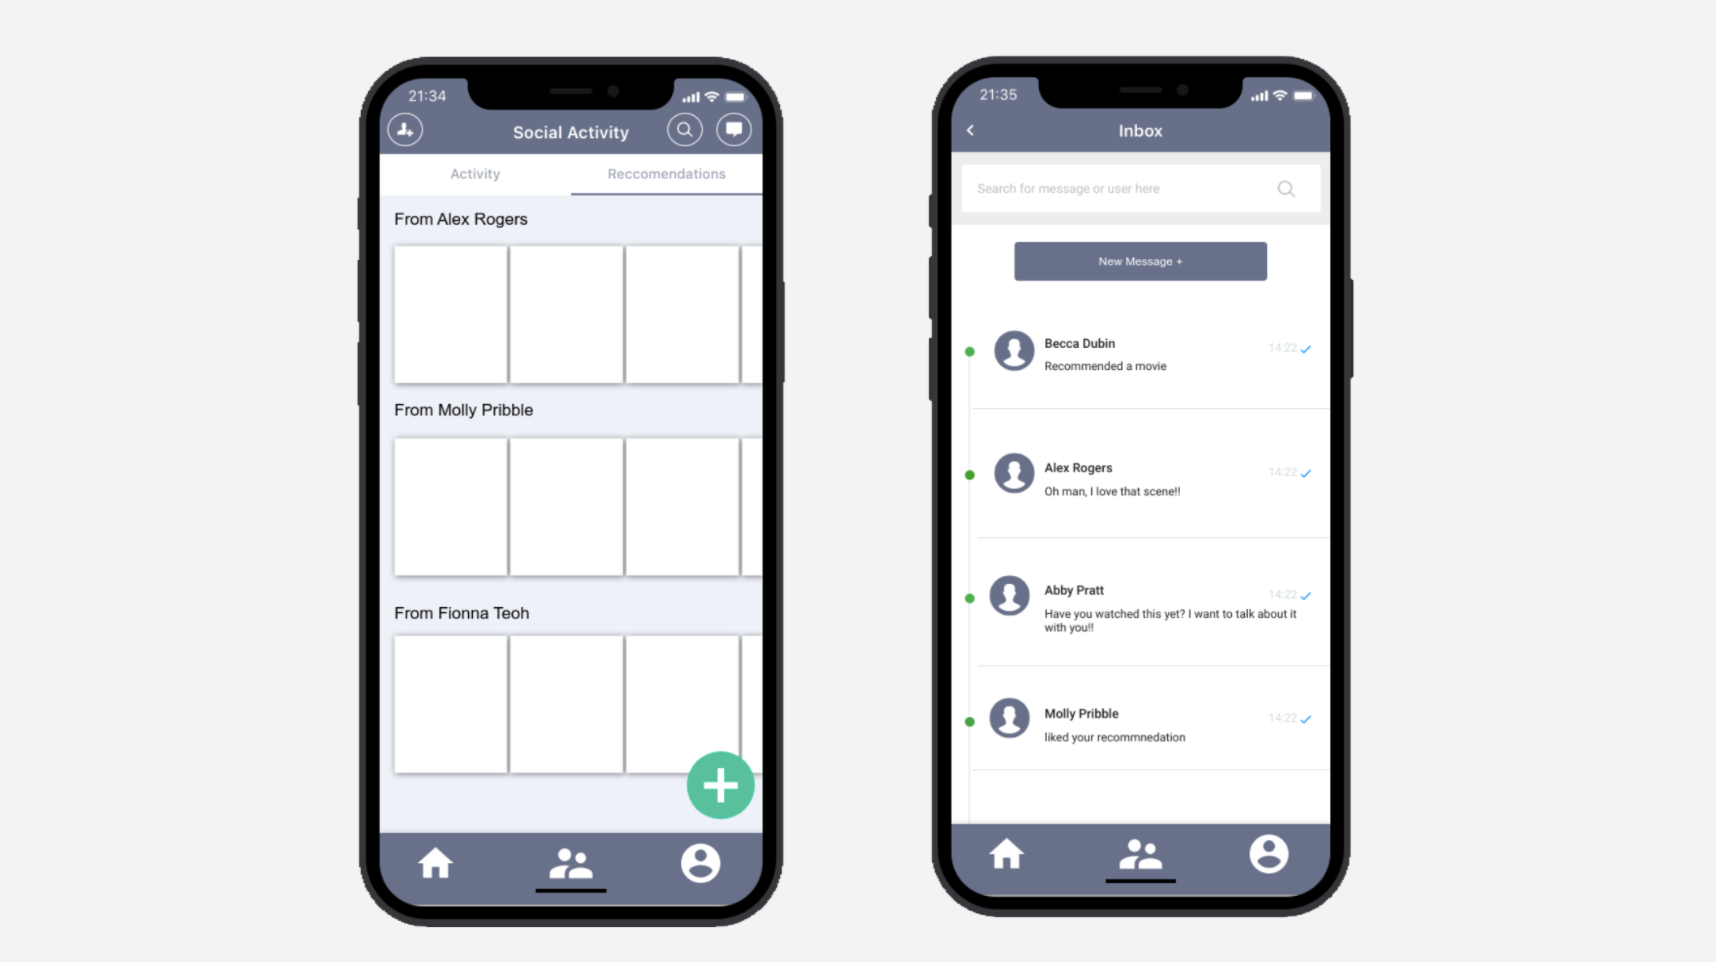 21:34
Social Activity
Activity
Reccomendations
From Alex Rogers
From Molly Pribble
From Fionna Teoh
21:35
Inbox
Search for message or user here
New Message +
Becca Dubin
14:22
Recommended a movie
Alex Rogers
14:22
Oh man, I love that scene!!
Abby Pratt
14:22
Have you watched this yet? I want to talk about it
with you!!
Molly Pribble
14:22
liked your recommnedation